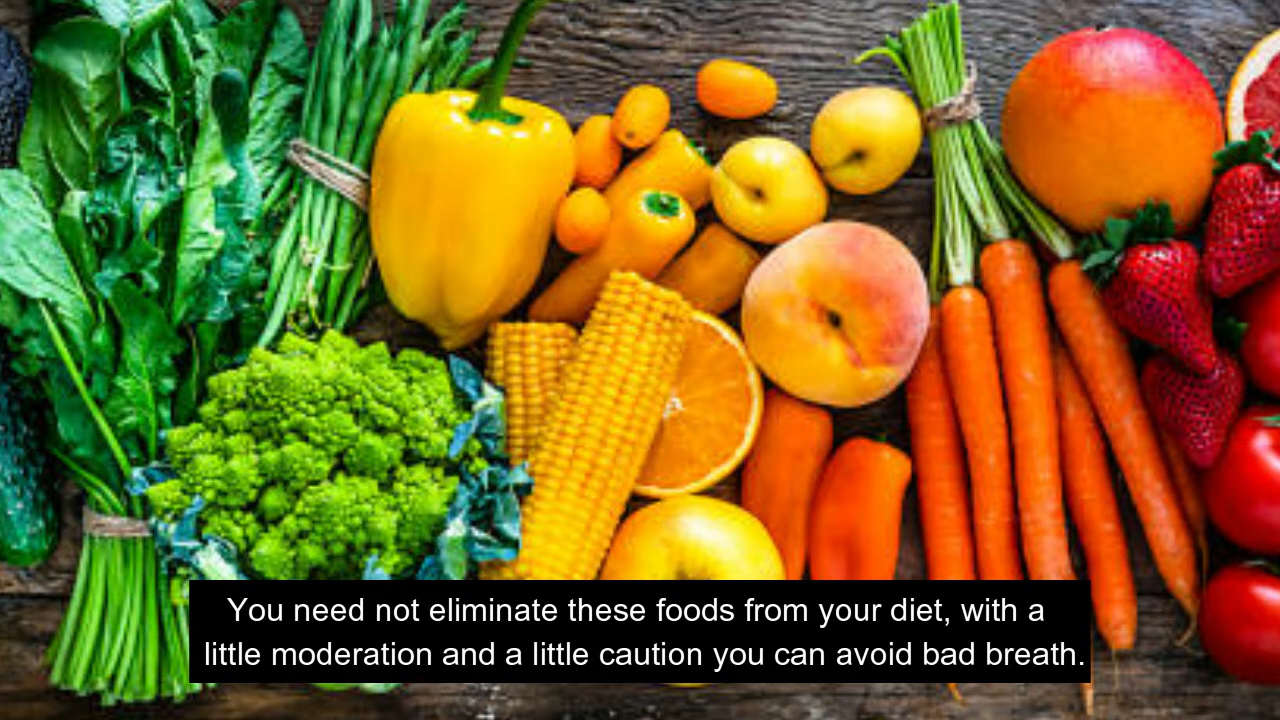 You need not eliminate these foods from your diet, with a
little moderation and a little caution you can avoid bad breath.